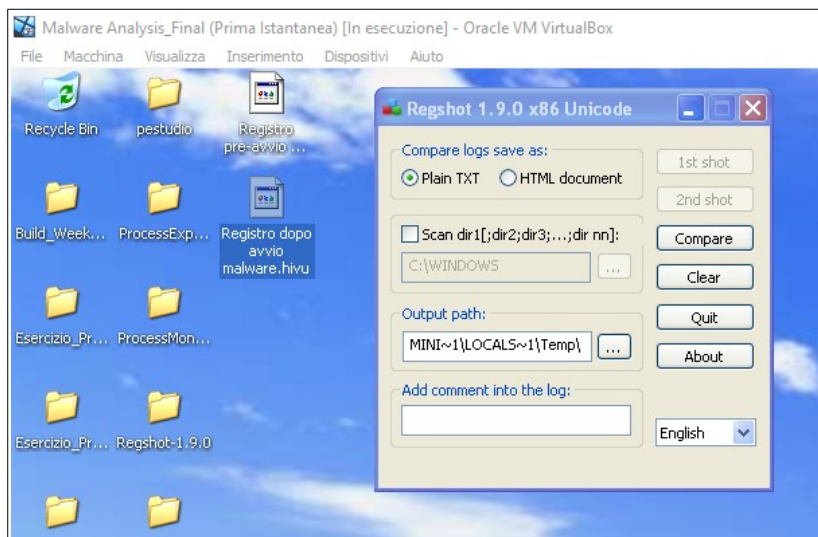 Malware Analysis_Final (Prima Istantanea) [In esecuzione] - Oracle VM VirtualBox
File Macchina Visualizza Inserimento Dispositivi Aiuto
Recycle Bin
pestudio
Registro
pre-avvio ...
Build_Week...
ProcessExp...
Registro dopo
avvio
malware.hivu
Esercizio_Pr...
ProcessMon...
Esercizio_Pr...
Regshot-1.9.0
Regshot 1.9.0 x86 Unicode
Compare logs save as:
Plain TXT
HTML document
1st shot
2nd shot
Scan dir1[;dir2;dir3;...;dir nn]:
C:\WINDOWS
...
Compare
Clear
Output path:
MINI~1\LOCALS~1\Temp\
...
Quit
About
Add comment into the log:
English